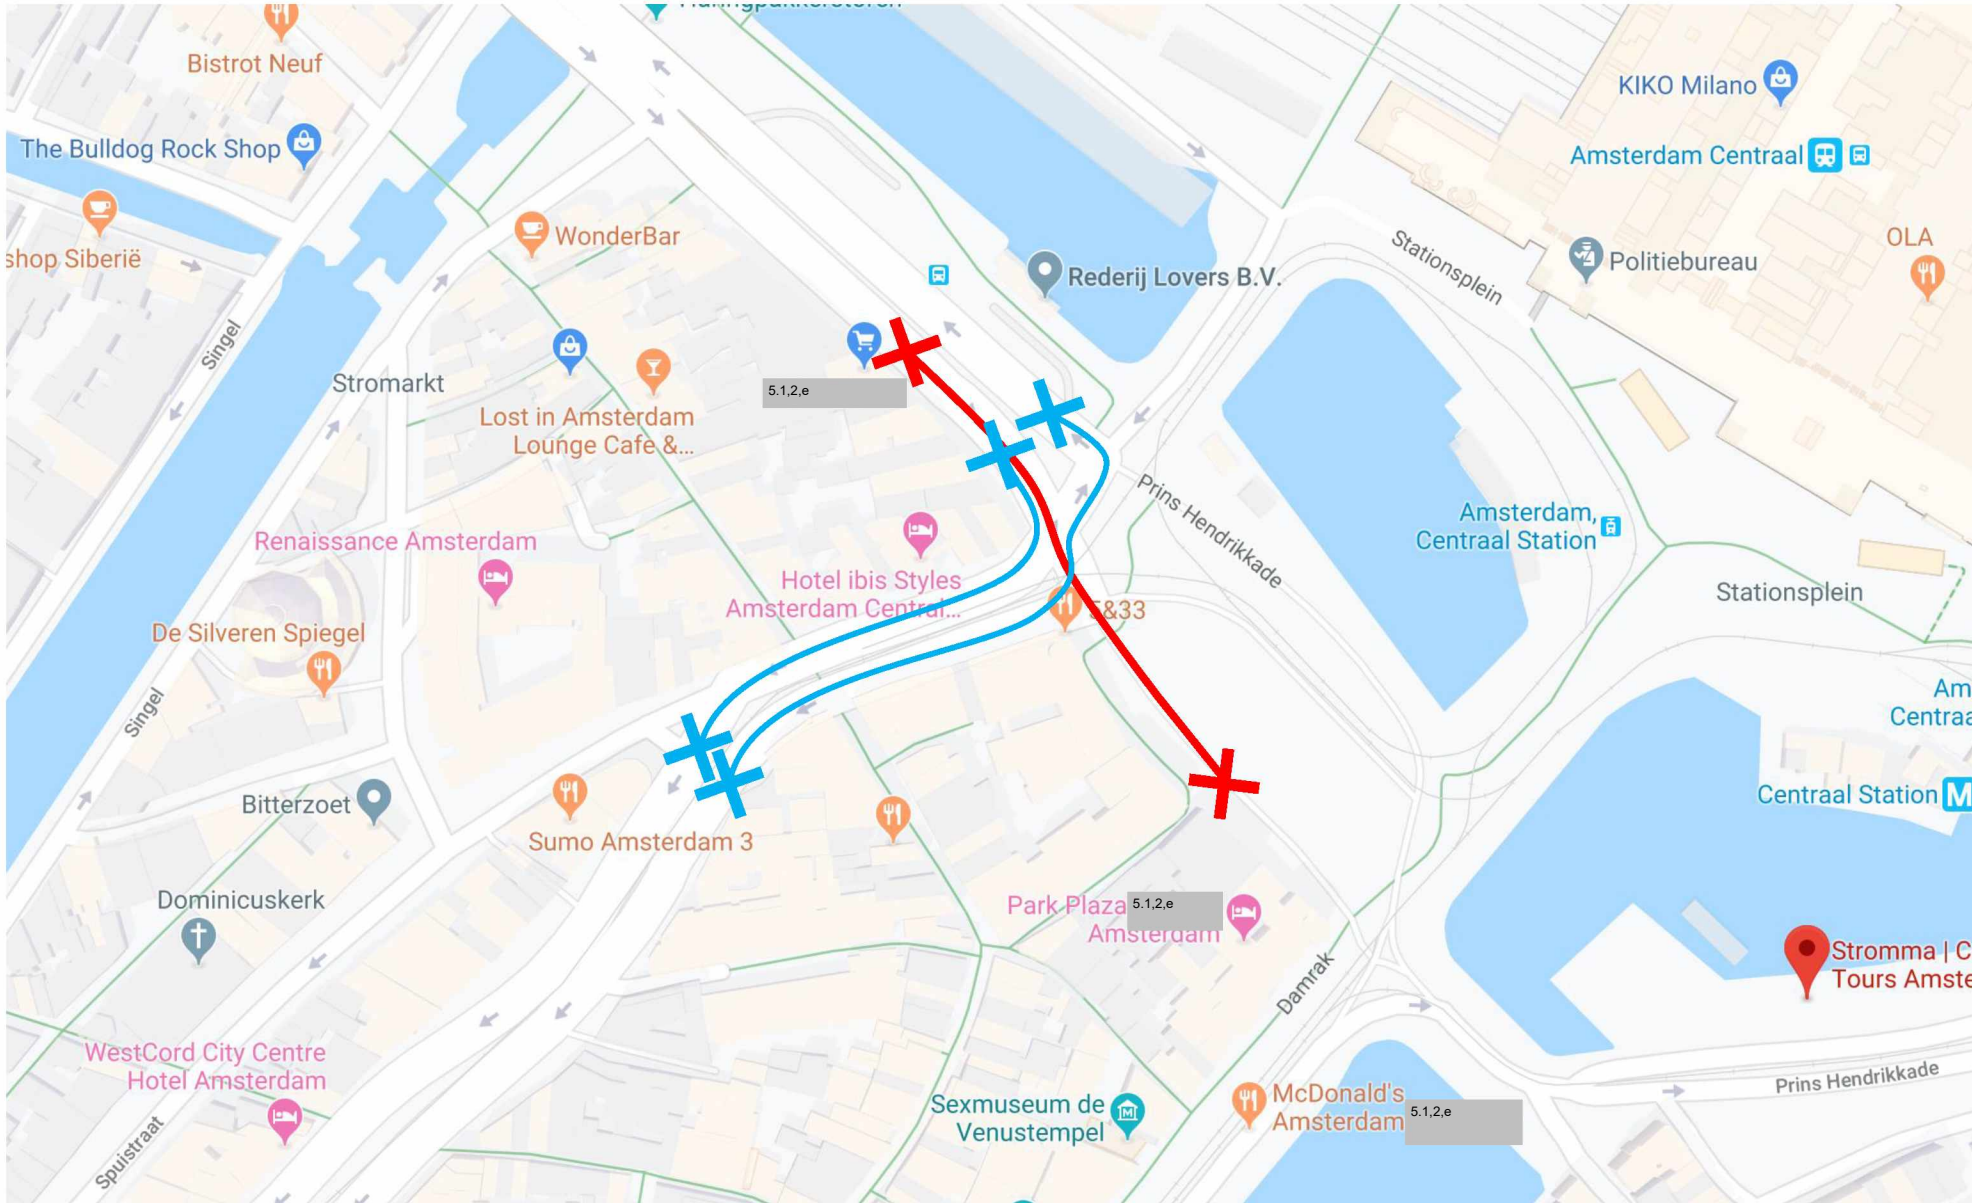 Bistrot Neuf
KIKO Milano
The Bulldog Rock Shop
Amsterdam Centraal
shop Siberië
WonderBar
Stationsplein
Politiebureau
OLA
Rederij Lovers B.V.
Singel
Stromarkt
5.1,2,e
Lost in Amsterdam
Lounge Cafe &...
Prins Hendrikkade
Amsterdam,
Centraal Station
Renaissance Amsterdam
Hotel ibis Styles
Amsterdam Central...
5&33
Stationsplein
De Silveren Spiegel
Singel
Am
Centraa
Bitterzoet
Sumo Amsterdam 3
Centraal Station M
Dominicuskerk
Park Plaza 5.1,2,e
Amsterdam
Damrak
Stromma | C
Tours Amste
WestCord City Centre
Hotel Amsterdam
Spuistraat
Sexmuseum de
Venustempel
M
McDonald's
Amsterdam 5.1,2,e
Prins Hendrikkade